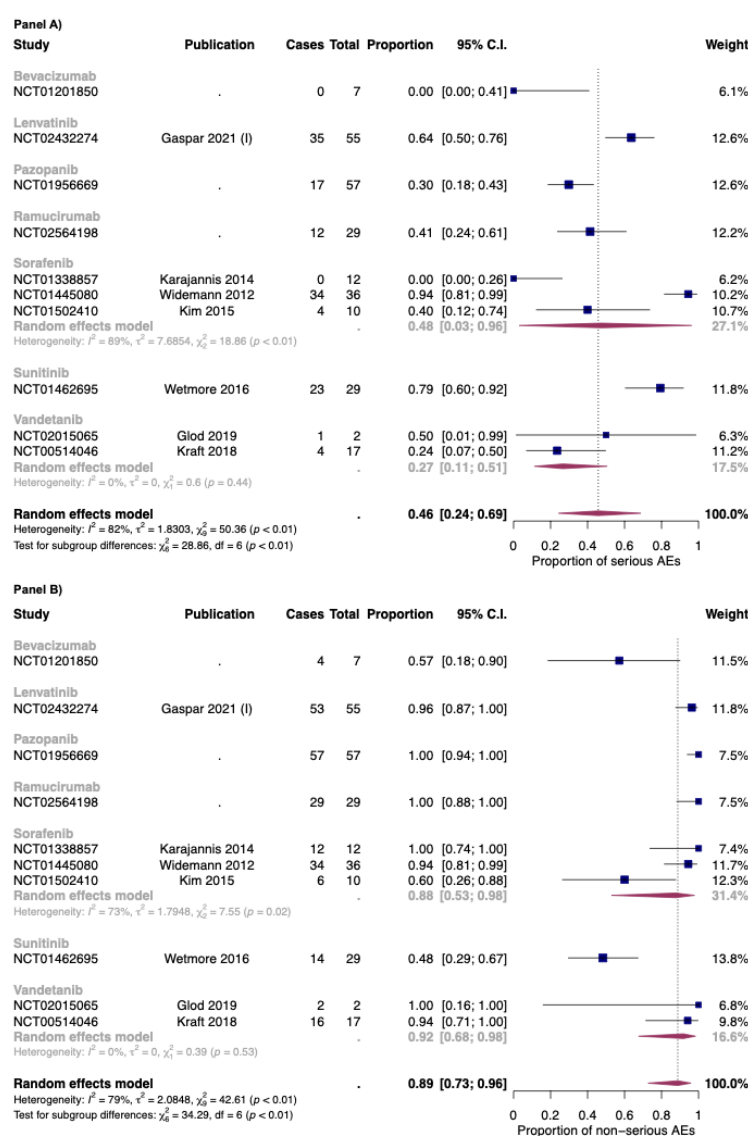 Panel A)
Study Publication Cases Total Proportion 95% C.I. Weight
Bevacizumab
NCT01201850 . 0 7 0.00 [0.00; 0.41] 6.1%
Lenvatinib
NCT02432274 Gaspar 2021 (I) 35 55 0.64 [0.50; 0.76] 12.6%
Pazopanib
NCT01956669 . 17 57 0.30 [0.18; 0.43] 12.6%
Ramucirumab
NCT02564198 . 12 29 0.41 [0.24; 0.61] 12.2%
Sorafenib
NCT01338857 Karajannis 2014 0 12 0.00 [0.00; 0.26] 6.2%
NCT01445080 Widemann 2012 34 36 0.94 [0.81; 0.99] 10.2%
NCT01502410 Kim 2015 4 10 0.40 [0.12; 0.74] 10.7%
Random effects model . 0.48 [0.03; 0.96] 27.1%
Heterogeneity: I² = 89%, τ² = 7.6854, χ²₂ = 18.86 (p < 0.01)
Sunitinib
NCT01462695 Wetmore 2016 23 29 0.79 [0.60; 0.92] 11.8%
Vandetanib
NCT02015065 Glod 2019 1 2 0.50 [0.01; 0.99] 6.3%
NCT00514046 Kraft 2018 4 17 0.24 [0.07; 0.50] 11.2%
Random effects model . 0.27 [0.11; 0.51] 17.5%
Heterogeneity: I² = 0%, τ² = 0, χ²₁ = 0.6 (p = 0.44)
Random effects model . 0.46 [0.24; 0.69] 100.0%
Heterogeneity: I² = 82%, τ² = 1.8303, χ²₉ = 50.36 (p < 0.01)
Test for subgroup differences: χ²₆ = 28.86, df = 6 (p < 0.01)
0 0.2 0.4 0.6 0.8 1
Proportion of serious AEs
Panel B)
Study Publication Cases Total Proportion 95% C.I. Weight
Bevacizumab
NCT01201850 . 4 7 0.57 [0.18; 0.90] 11.5%
Lenvatinib
NCT02432274 Gaspar 2021 (I) 53 55 0.96 [0.87; 1.00] 11.8%
Pazopanib
NCT01956669 . 57 57 1.00 [0.94; 1.00] 7.5%
Ramucirumab
NCT02564198 . 29 29 1.00 [0.88; 1.00] 7.5%
Sorafenib
NCT01338857 Karajannis 2014 12 12 1.00 [0.74; 1.00] 7.4%
NCT01445080 Widemann 2012 34 36 0.94 [0.81; 0.99] 11.7%
NCT01502410 Kim 2015 6 10 0.60 [0.26; 0.88] 12.3%
Random effects model . 0.88 [0.53; 0.98] 31.4%
Heterogeneity: I² = 73%, τ² = 1.7948, χ²₂ = 7.55 (p = 0.02)
Sunitinib
NCT01462695 Wetmore 2016 14 29 0.48 [0.29; 0.67] 13.8%
Vandetanib
NCT02015065 Glod 2019 2 2 1.00 [0.16; 1.00] 6.8%
NCT00514046 Kraft 2018 16 17 0.94 [0.71; 1.00] 9.8%
Random effects model . 0.92 [0.68; 0.98] 16.6%
Heterogeneity: I² = 0%, τ² = 0, χ²₁ = 0.39 (p = 0.53)
Random effects model . 0.89 [0.73; 0.96] 100.0%
Heterogeneity: I² = 79%, τ² = 2.0848, χ²₉ = 42.61 (p < 0.01)
Test for subgroup differences: χ²₆ = 34.29, df = 6 (p < 0.01)
0 0.2 0.4 0.6 0.8 1
Proportion of non−serious AEs